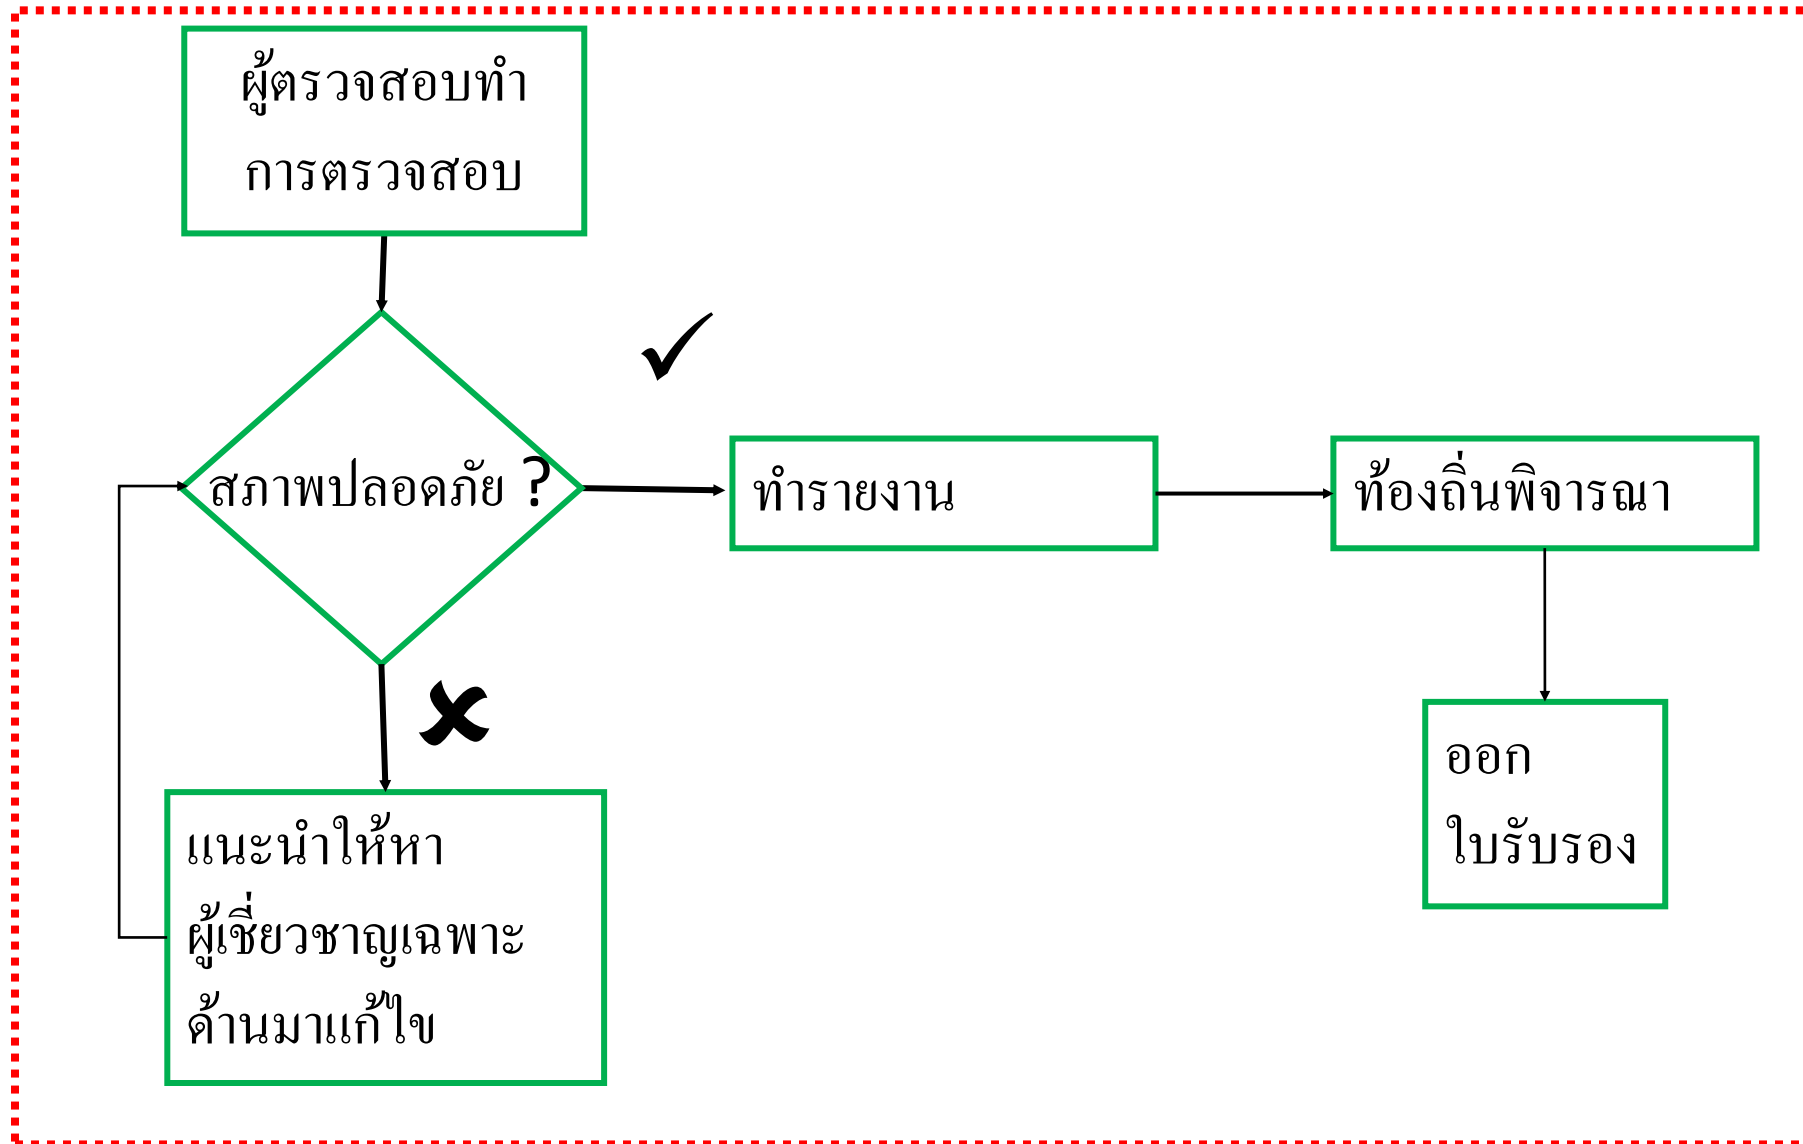 ผู้ตรวจสอบทำ
การตรวจสอบ
สภาพปลอดภัย ?
ทำรายงาน
ท้องถิ่นพิจารณา
ออก
ใบรับรอง
แนะนำให้หา
ผู้เชี่ยวชาญเฉพาะ
ด้านมาแก้ไข